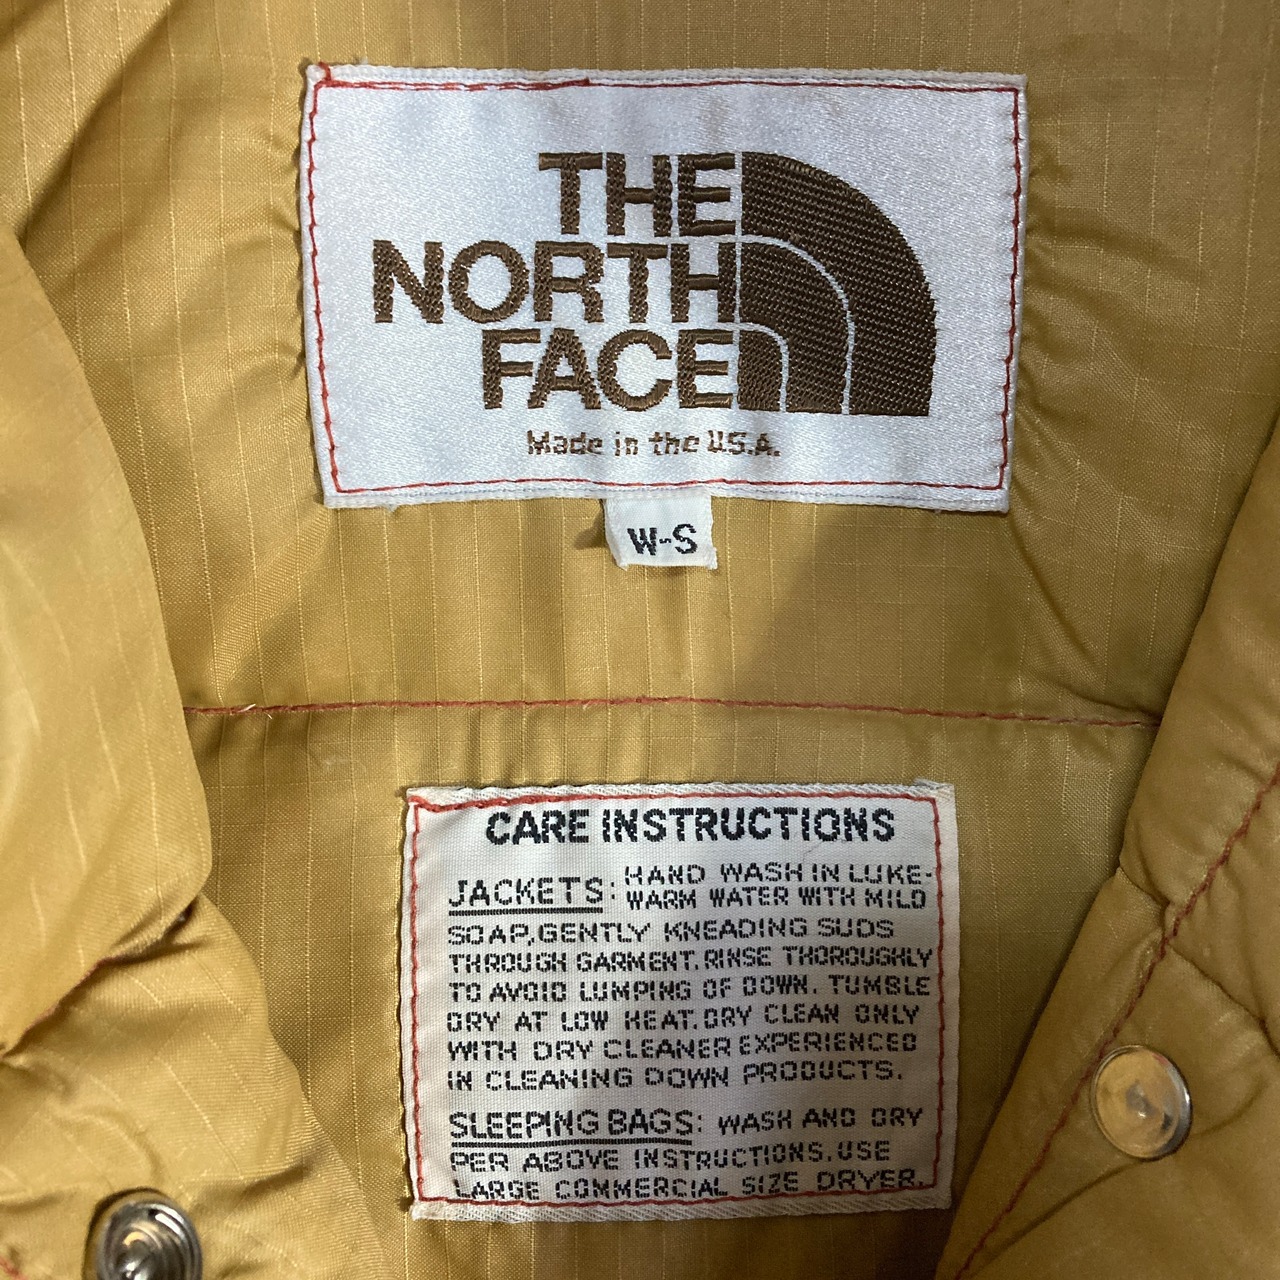 THE
NORTH
FACE
Made in the U.S.A.
W-S
CARE INSTRUCTIONS
JACKETS: HAND WASH IN LUKE-
WARM WATER WITH MILD
SOAP, GENTLY KNEADING SUDS
THROUGH GARMENT. RINSE THOROUGHLY
TO AVOID LUMPING OF DOWN. TUMBLE
DRY AT LOW HEAT. DRY CLEAN ONLY
WITH DRY CLEANER EXPERIENCED
IN CLEANING DOWN PRODUCTS.
SLEEPING BAGS: WASH AND DRY
PER ABOVE INSTRUCTIONS. USE
LARGE COMMERCIAL SIZE DRYER.